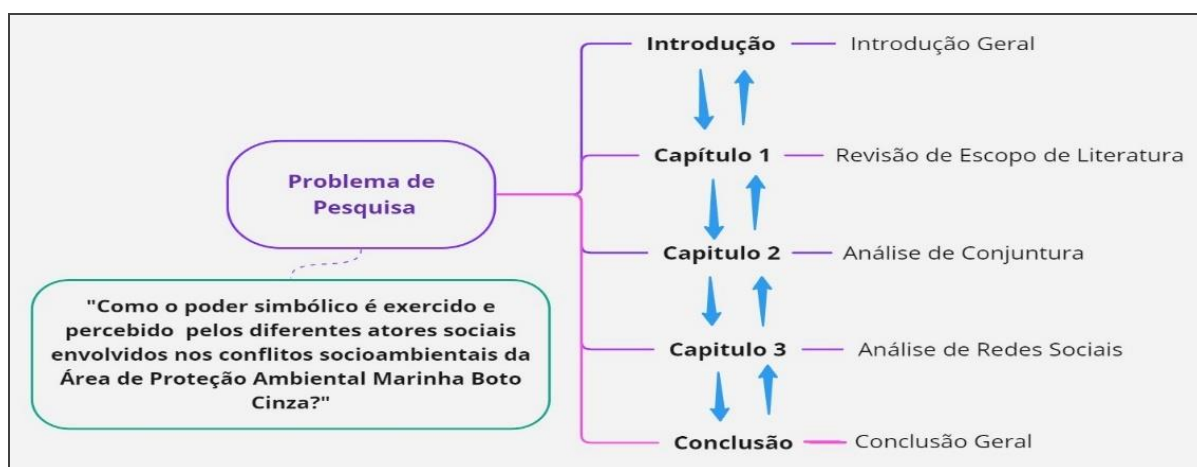 Problema de
Pesquisa
"Como o poder simbólico é exercido e
percebido pelos diferentes atores sociais
envolvidos nos conflitos socioambientais da
Área de Proteção Ambiental Marinha Boto
Cinza?"
Introdução
Introdução Geral
Capítulo 1
Revisão de Escopo de Literatura
Capitulo 2
Análise de Conjuntura
Capitulo 3
Análise de Redes Sociais
Conclusão
Conclusão Geral